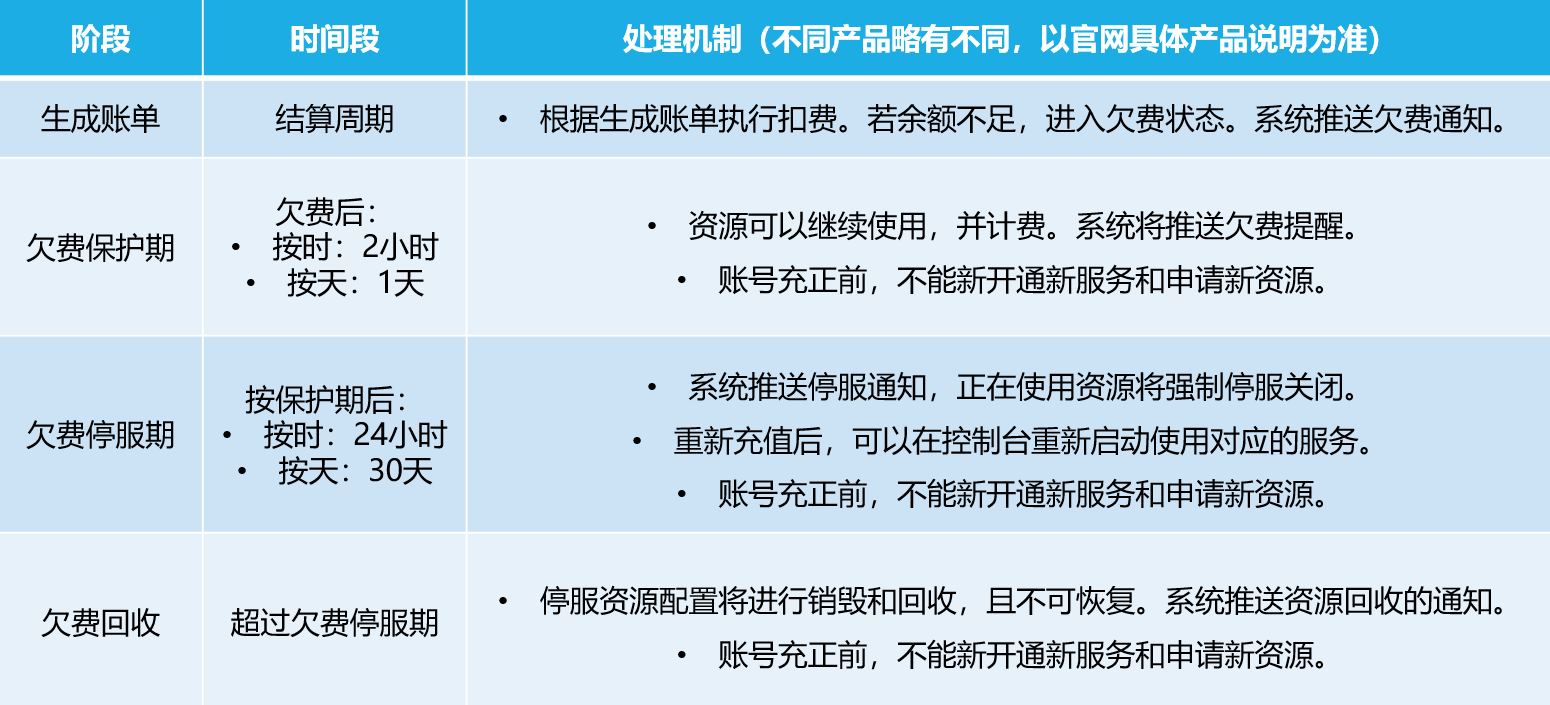 阶段
时间段
处理机制（不同产品略有不同，以官网具体产品说明为准）
生成账单
结算周期
• 根据生成账单执行扣费。若余额不足，进入欠费状态。系统推送欠费通知。
欠费保护期
欠费后：
• 按时：2小时
• 按天：1天
• 资源可以继续使用，并计费。系统将推送欠费提醒。
• 账号充正前，不能新开通新服务和申请新资源。
欠费停服期
按保护期后：
• 按时：24小时
• 按天：30天
• 系统推送停服通知，正在使用资源将强制停服关闭。
• 重新充值后，可以在控制台重新启动使用对应的服务。
• 账号充正前，不能新开通新服务和申请新资源。
欠费回收
超过欠费停服期
• 停服资源配置将进行销毁和回收，且不可恢复。系统推送资源回收的通知。
• 账号充正前，不能新开通新服务和申请新资源。